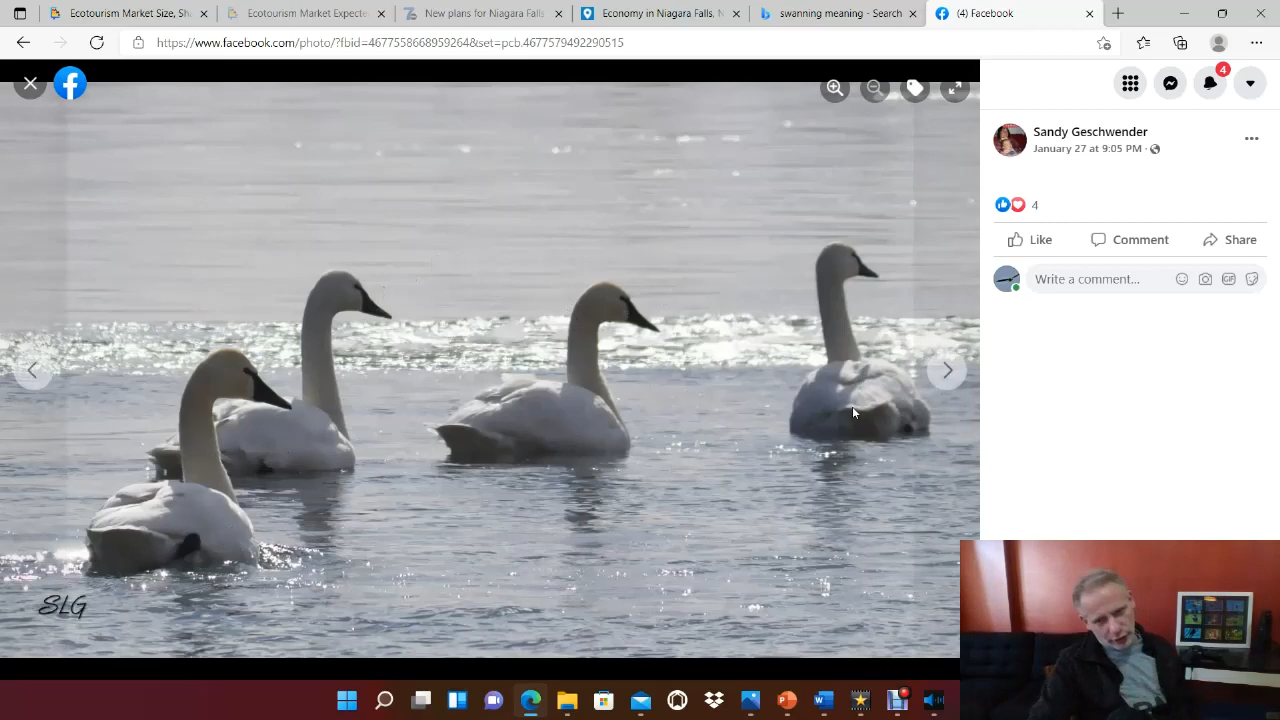 Ecotourism Market Size, Sh
Ecotourism Market Expecte
New plans for Niagara Falls
Economy in Niagara Falls, N
swanning meaning - Search
(4) Facebook
https://www.facebook.com/photo/?fbid=4677558668959264&set=pcb.4677579492290515
4
Sandy Geschwender
January 27 at 9:05 PM ·
4
Like
Comment
Share
Write a comment...
GIF
SLG